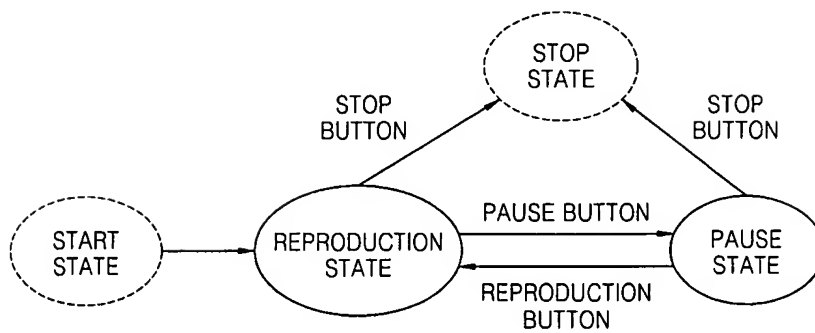 STOP
STATE
STOP
BUTTON
STOP
BUTTON
START
STATE
REPRODUCTION
STATE
PAUSE BUTTON
REPRODUCTION
BUTTON
PAUSE
STATE